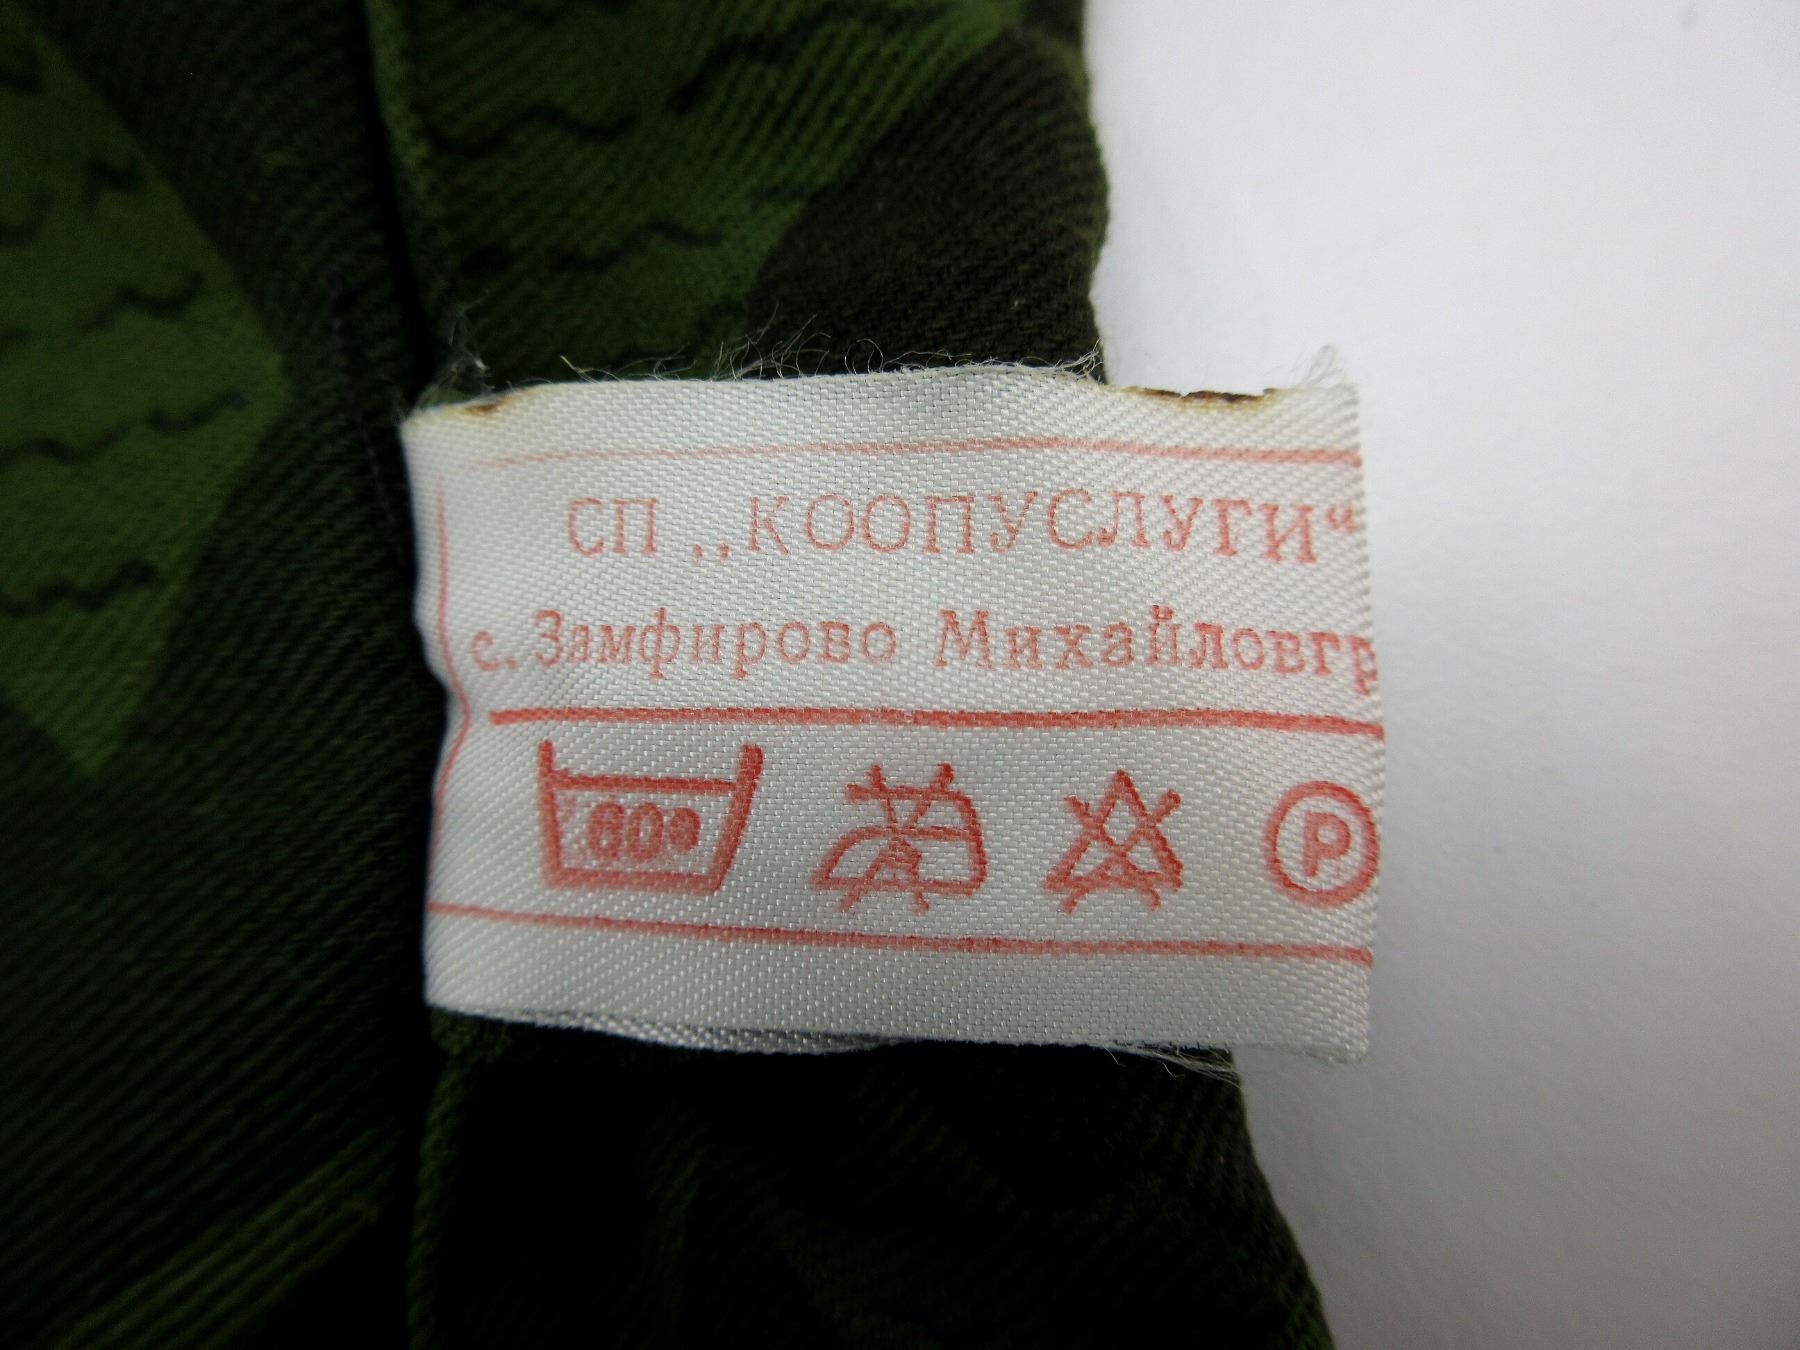 СП „КООПУСЛУГИ“
с. Замфирово Михайловгр
60°
P